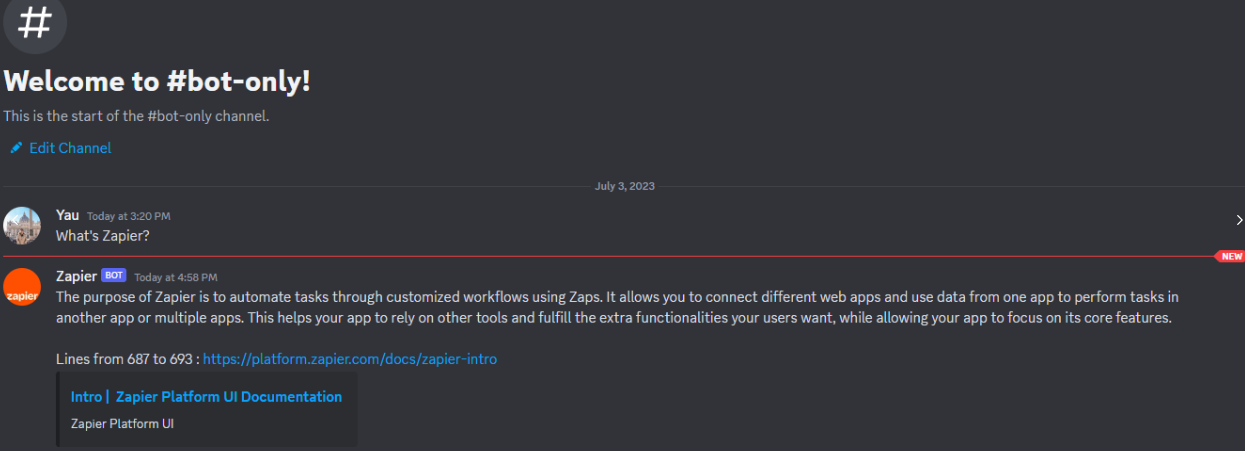 #
Welcome to #bot-only!
This is the start of the #bot-only channel.
Edit Channel
July 3, 2023
Yau Today at 3:20 PM
What's Zapier?
NEW
Zapier BOT Today at 4:58 PM
zapier
The purpose of Zapier is to automate tasks through customized workflows using Zaps. It allows you to connect different web apps and use data from one app to perform tasks in
another app or multiple apps. This helps your app to rely on other tools and fulfill the extra functionalities your users want, while allowing your app to focus on its core features.
Lines from 687 to 693 : https://platform.zapier.com/docs/zapier-intro
Intro | Zapier Platform UI Documentation
Zapier Platform UI